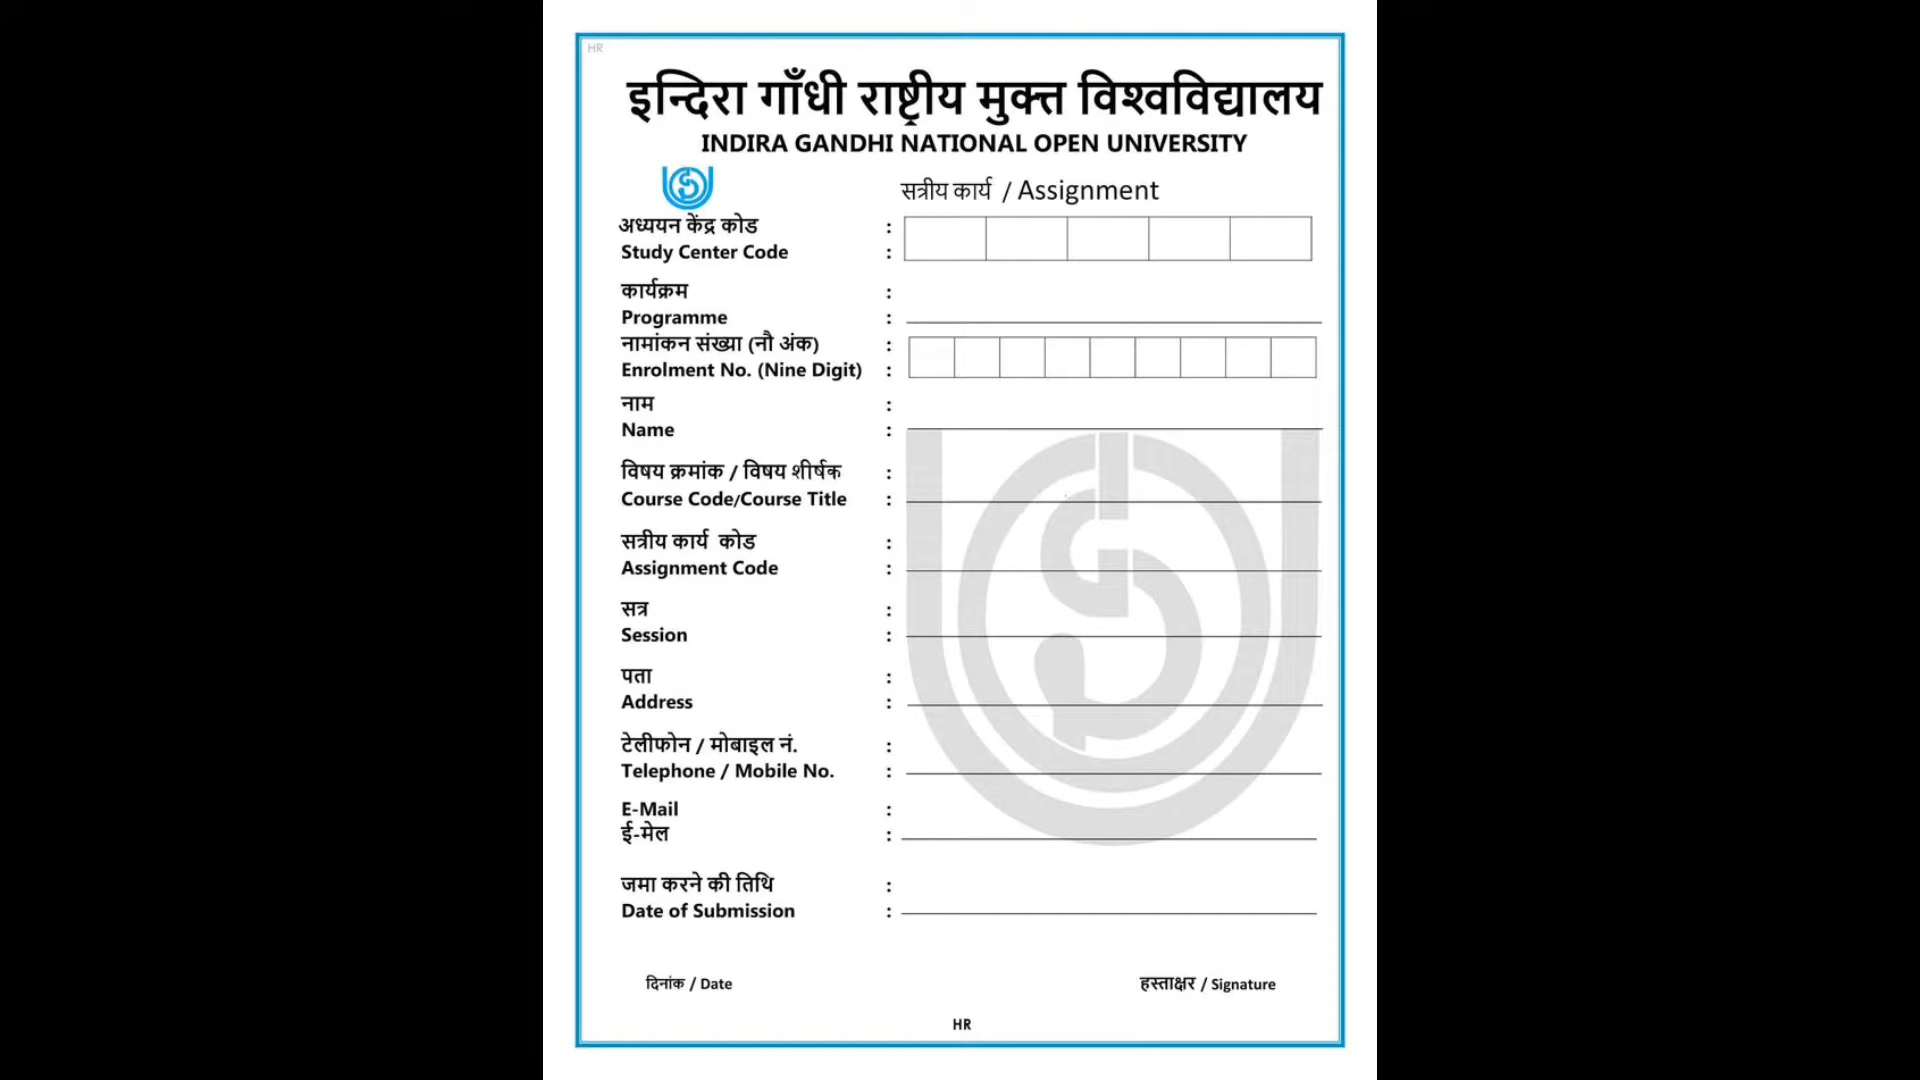 HR
इन्दिरा गाँधी राष्ट्रीय मुक्त विश्वविद्यालय
INDIRA GANDHI NATIONAL OPEN UNIVERSITY
सत्रीय कार्य / Assignment
अध्ययन केंद्र कोड :
Study Center Code :
कार्यक्रम :
Programme :
नामांकन संख्या (नौ अंक) :
Enrolment No. (Nine Digit) :
नाम :
Name :
विषय क्रमांक / विषय शीर्षक :
Course Code/Course Title :
सत्रीय कार्य कोड :
Assignment Code :
सत्र :
Session :
पता :
Address :
टेलीफोन / मोबाइल नं. :
Telephone / Mobile No. :
E-Mail :
ई-मेल :
जमा करने की तिथि :
Date of Submission :
दिनांक / Date हस्ताक्षर / Signature
HR